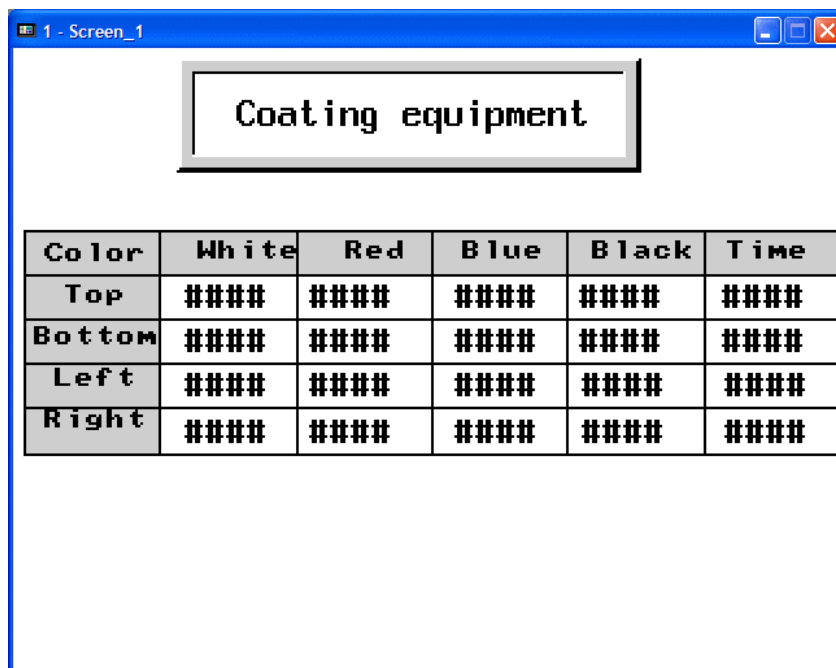 1 - Screen_1
Coating equipment
Color White Red Blue Black Time
Top #### #### #### #### ####
Bottom #### #### #### #### ####
Left #### #### #### #### ####
Right #### #### #### #### ####